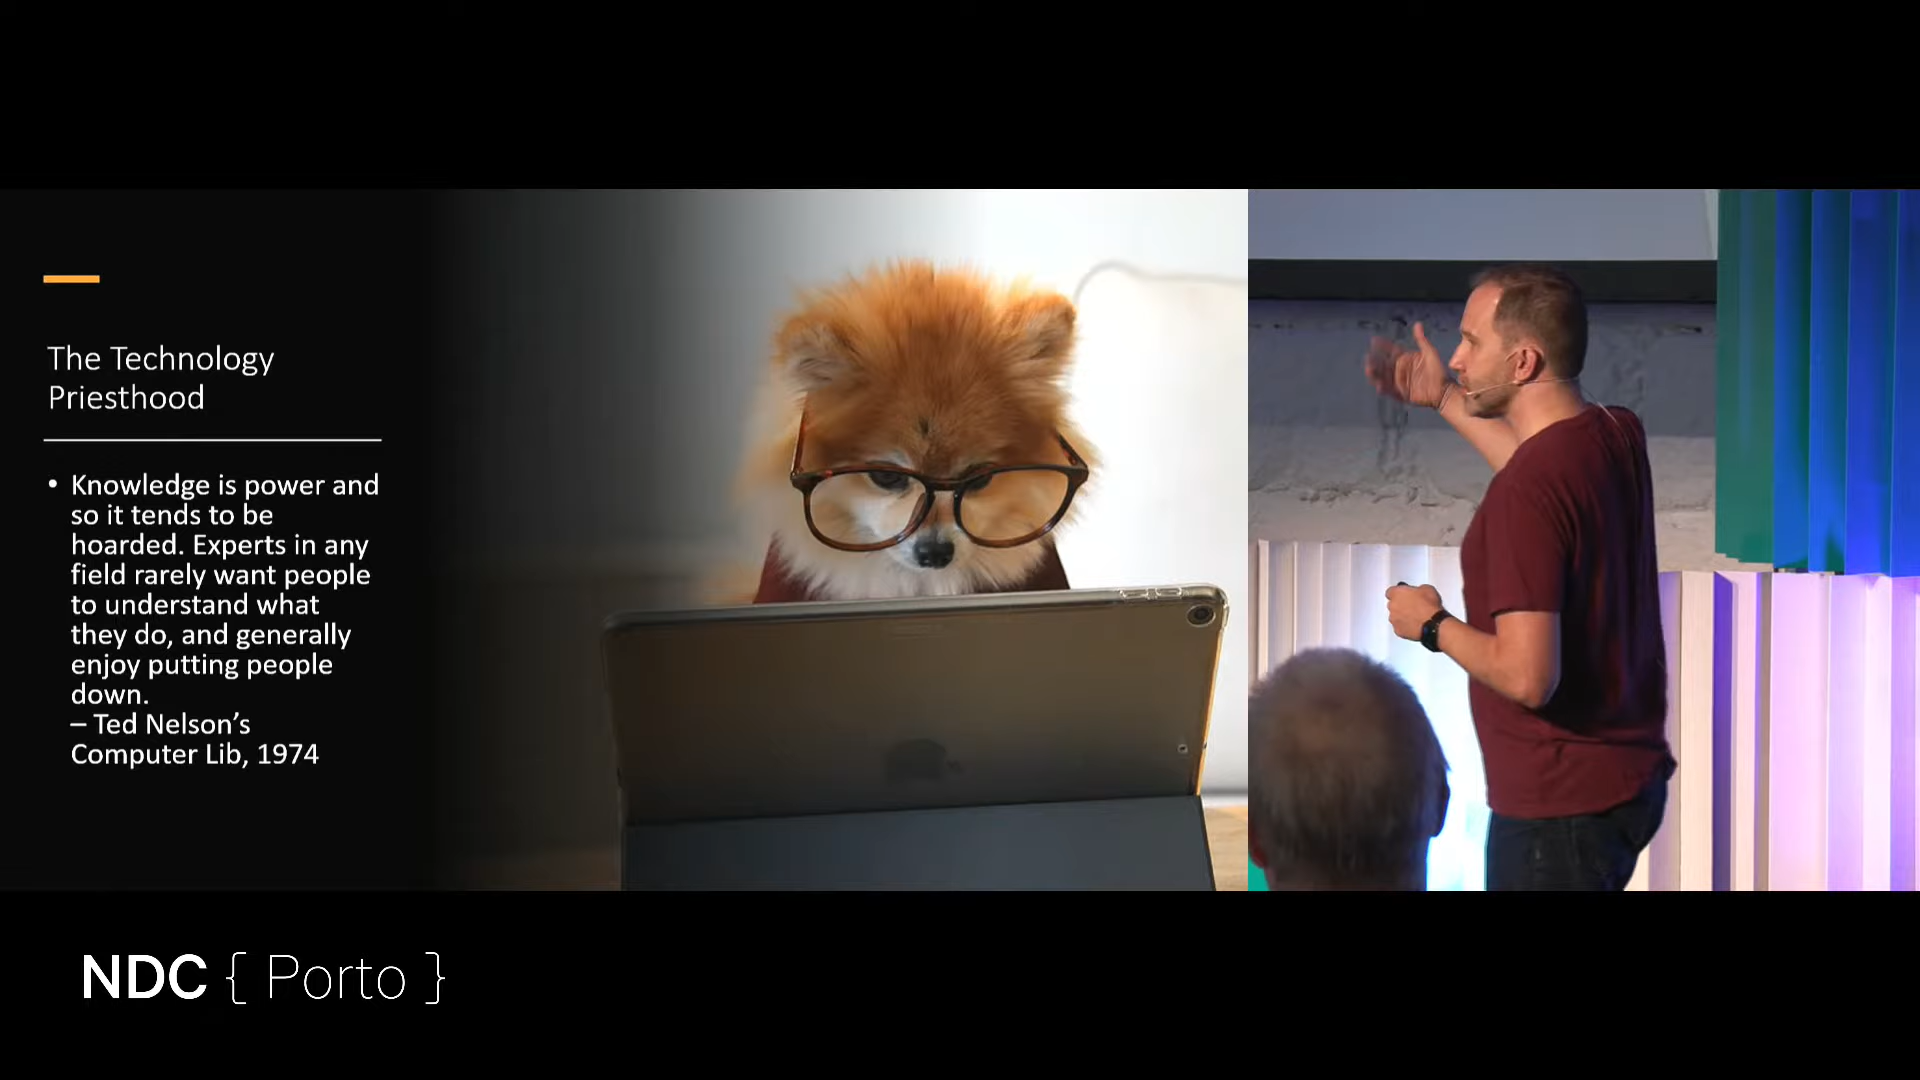 The Technology
Priesthood
• Knowledge is power and
so it tends to be
hoarded. Experts in any
field rarely want people
to understand what
they do, and generally
enjoy putting people
down.
– Ted Nelson’s
Computer Lib, 1974
NDC { Porto }